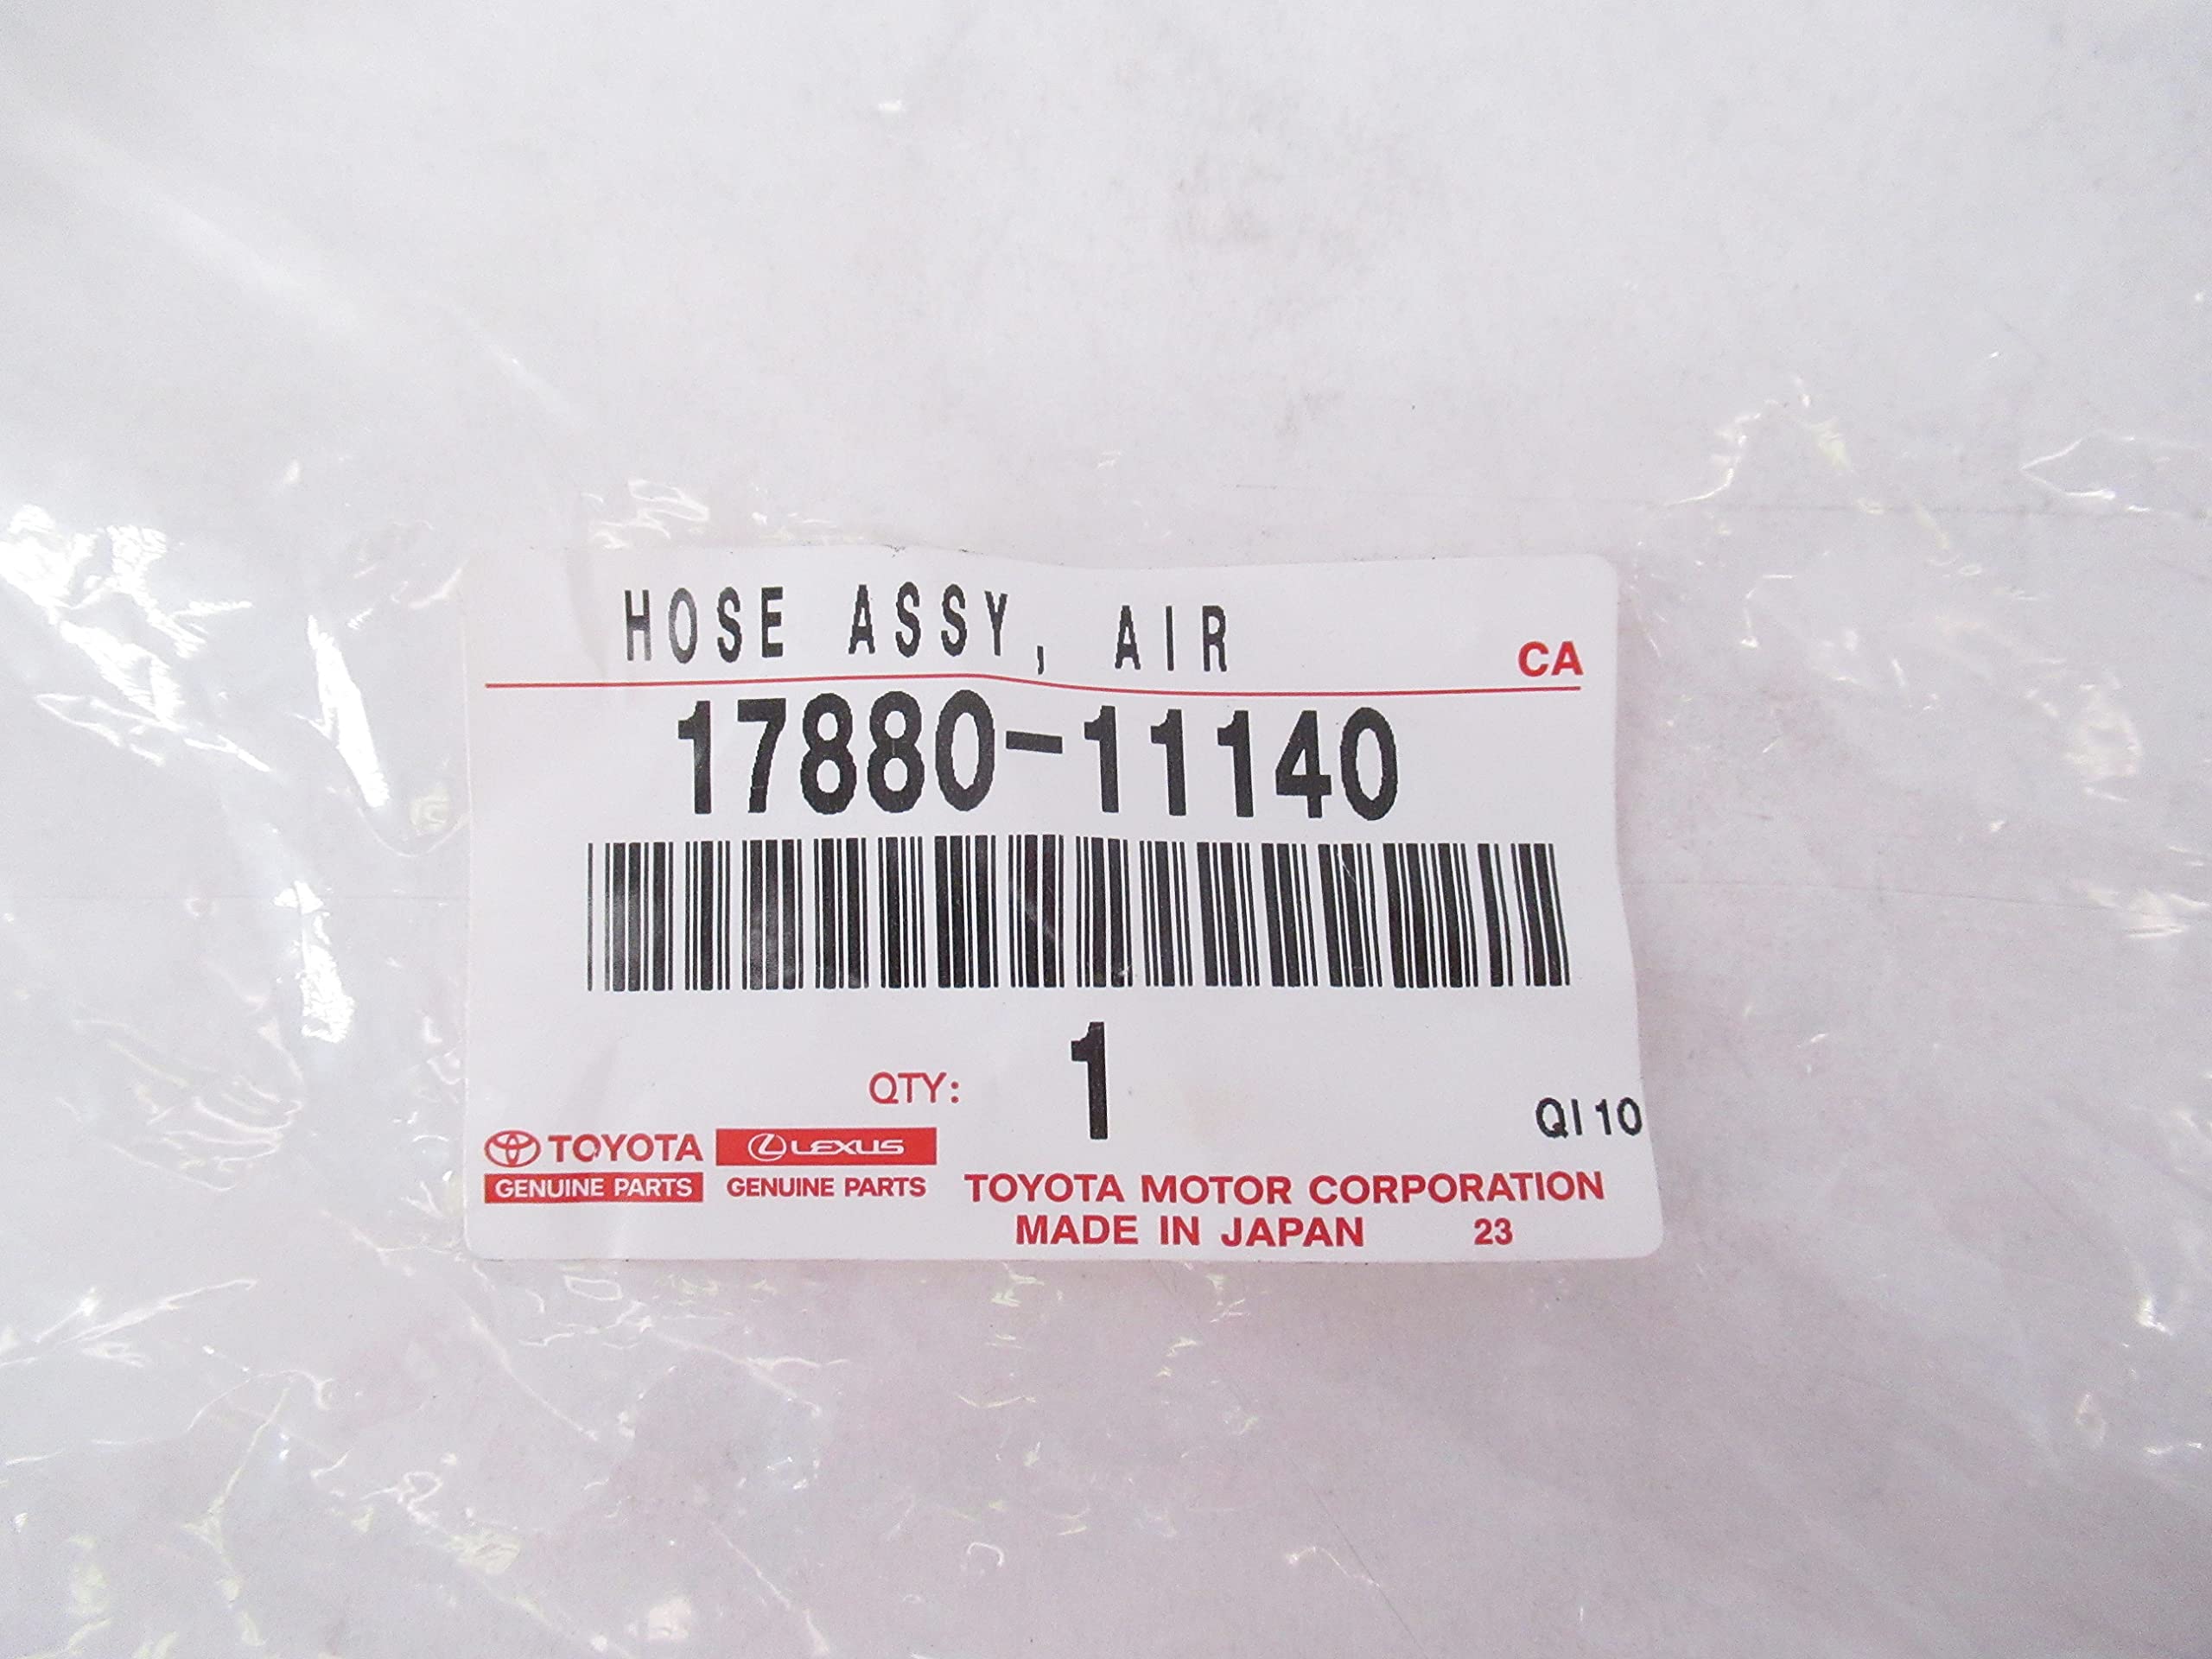 HOSE ASSY, AIR
CA
17880-11140
QTY: 1
QI10
TOYOTA
GENUINE PARTS
LEXUS
GENUINE PARTS
TOYOTA MOTOR CORPORATION
MADE IN JAPAN 23